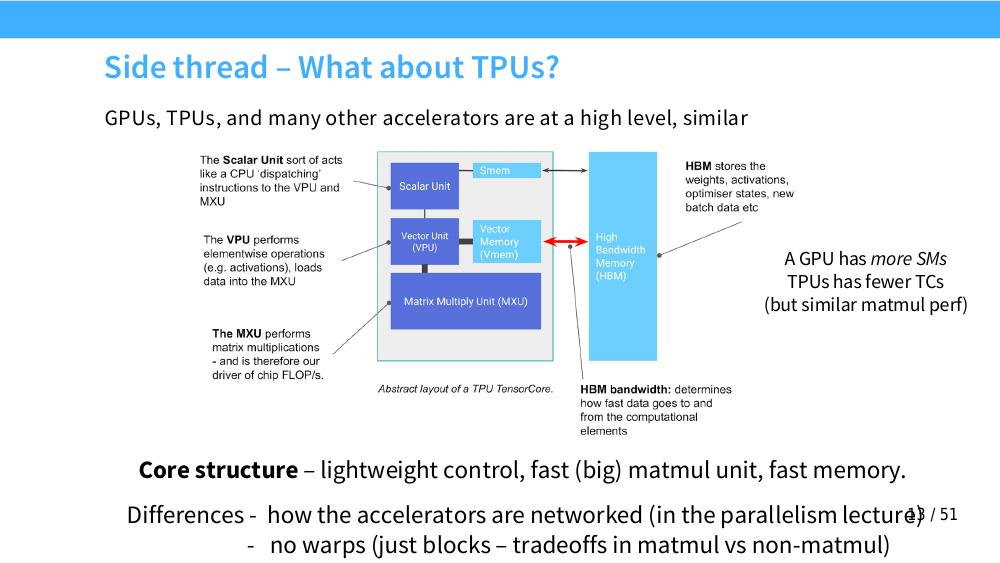 Side thread – What about TPUs?
GPUs, TPUs, and many other accelerators are at a high level, similar
The Scalar Unit sort of acts
like a CPU 'dispatching'
instructions to the VPU and
MXU
The VPU performs
elementwise operations
(e.g. activations), loads
data into the MXU
The MXU performs
matrix multiplications
- and is therefore our
driver of chip FLOP/s.
Scalar Unit
Smem
Vector Unit
(VPU)
Vector
Memory
(Vmem)
Matrix Multiply Unit (MXU)
High
Bandwidth
Memory
(HBM)
Abstract layout of a TPU TensorCore.
HBM stores the
weights, activations,
optimiser states, new
batch data etc
HBM bandwidth: determines
how fast data goes to and
from the computational
elements
A GPU has more SMs
TPUs has fewer TCs
(but similar matmul perf)
Core structure – lightweight control, fast (big) matmul unit, fast memory.
Differences - how the accelerators are networked (in the parallelism lecture)
- no warps (just blocks – tradeoffs in matmul vs non-matmul)
13 / 51